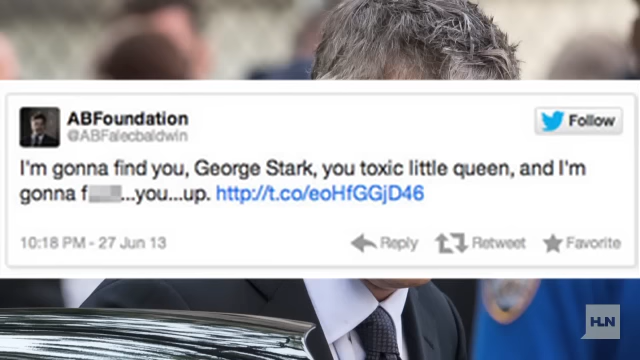 ABFoundation
@ABFalecbaldwin
Follow
I'm gonna find you, George Stark, you toxic little queen, and I'm
gonna f...you...up. http://t.co/eoHfGGjD46
10:18 PM - 27 Jun 13
Reply Retweet Favorite
HLN